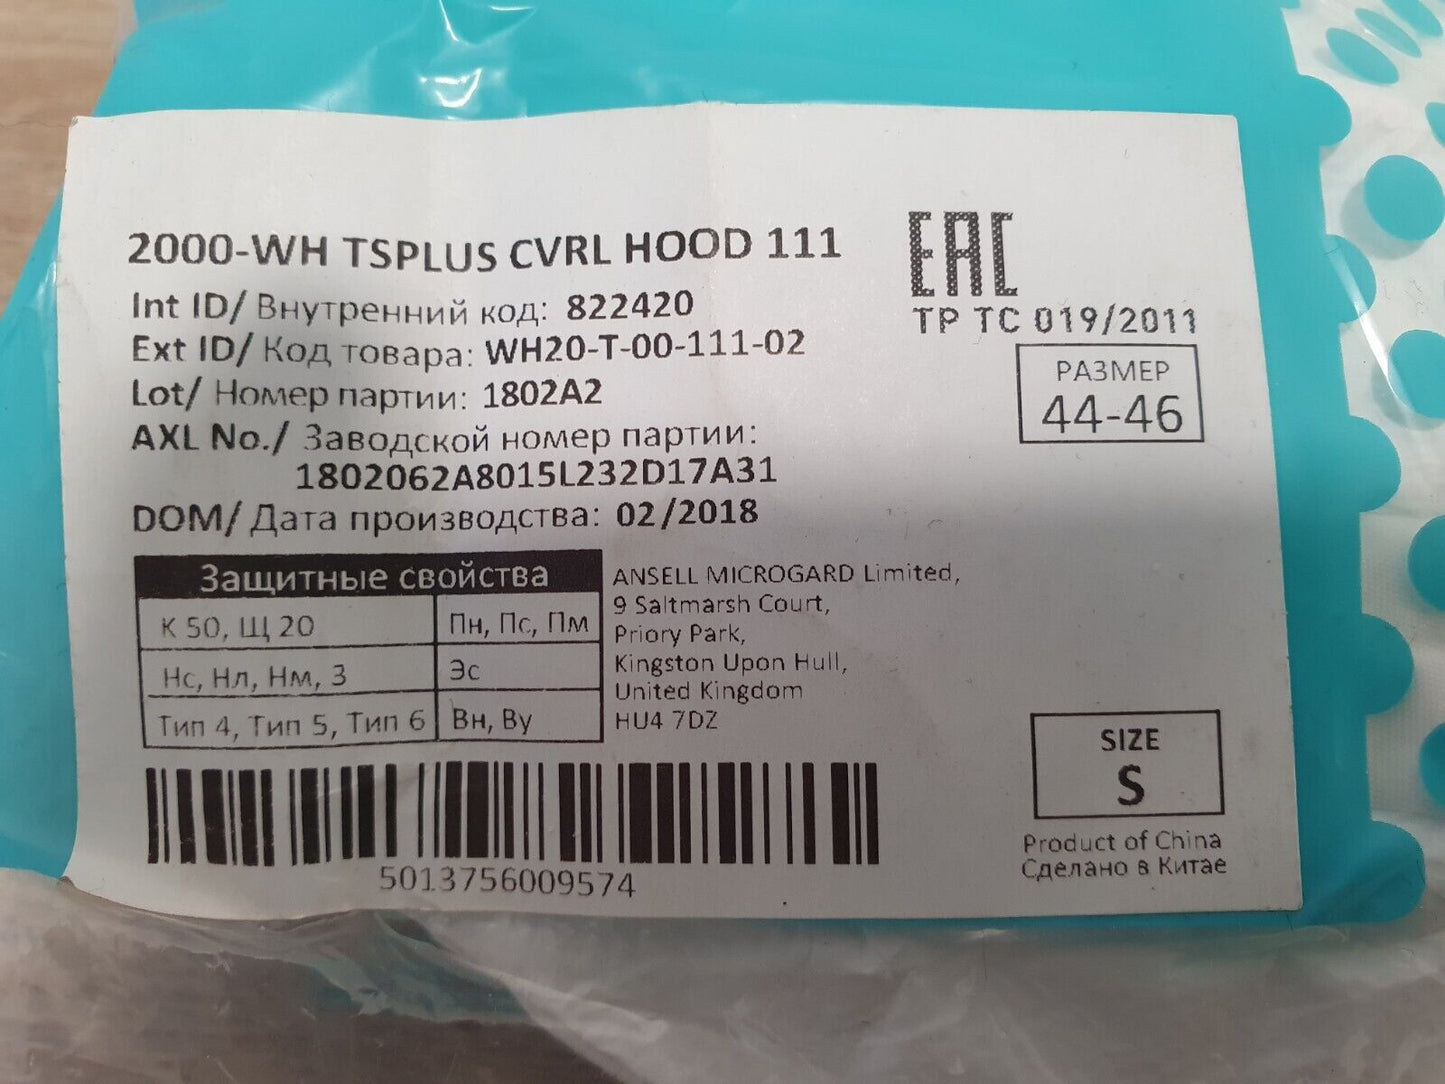 2000-WH TSPLUS CVRL HOOD 111
Int ID/ Внутренний код: 822420
Ext ID/ Код товара: WH20-T-00-111-02
Lot/ Номер партии: 1802A2
AXL No./ Заводской номер партии:
1802062A8015L232D17A31
DOM/ Дата производства: 02/2018
EAC
ТР ТС 019/2011
РАЗМЕР
44-46
Защитные свойства
К 50, Щ 20
Пн, Пс, Пм
Нс, Нл, Нм, З
Эс
Тип 4, Тип 5, Тип 6
Вн, Ву
ANSELL MICROGARD Limited,
9 Saltmarsh Court,
Priory Park,
Kingston Upon Hull,
United Kingdom
HU4 7DZ
SIZE
S
Product of China
Сделано в Китае
5013756009574